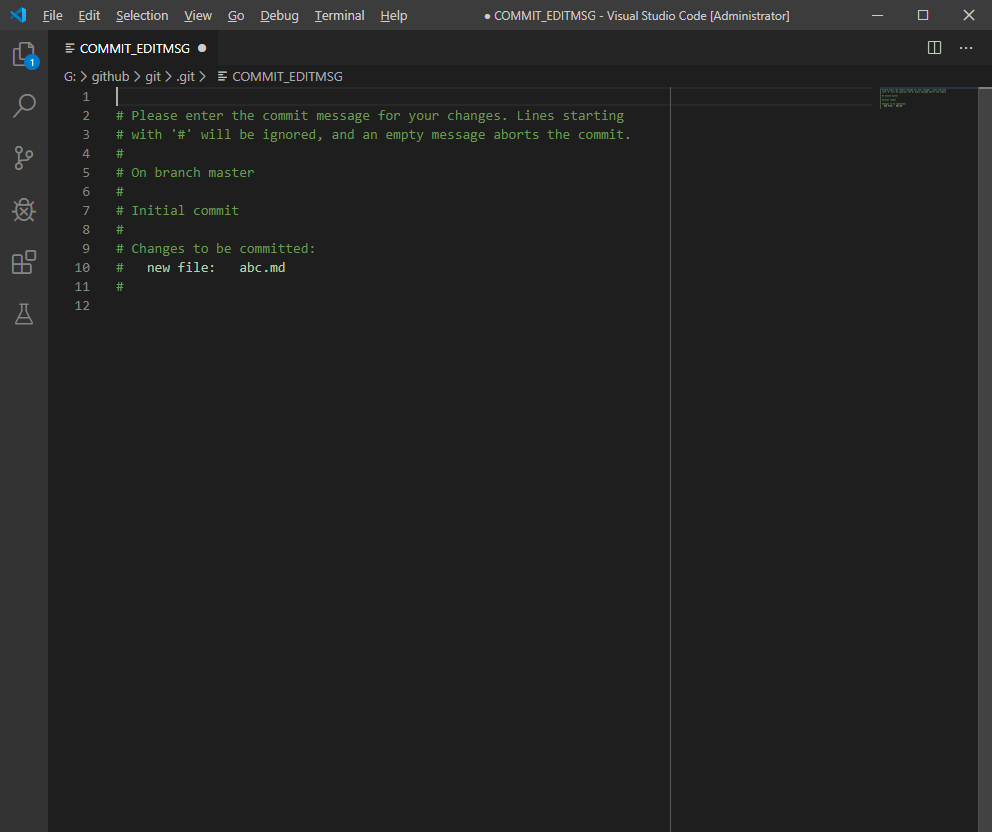 File Edit Selection View Go Debug Terminal Help ● COMMIT_EDITMSG - Visual Studio Code [Administrator]
COMMIT_EDITMSG ●
1
G: > github > git > .git > COMMIT_EDITMSG
1
2 # Please enter the commit message for your changes. Lines starting
3 # with '#' will be ignored, and an empty message aborts the commit.
4 #
5 # On branch master
6 #
7 # Initial commit
8 #
9 # Changes to be committed:
10 #   new file:   abc.md
11 #
12